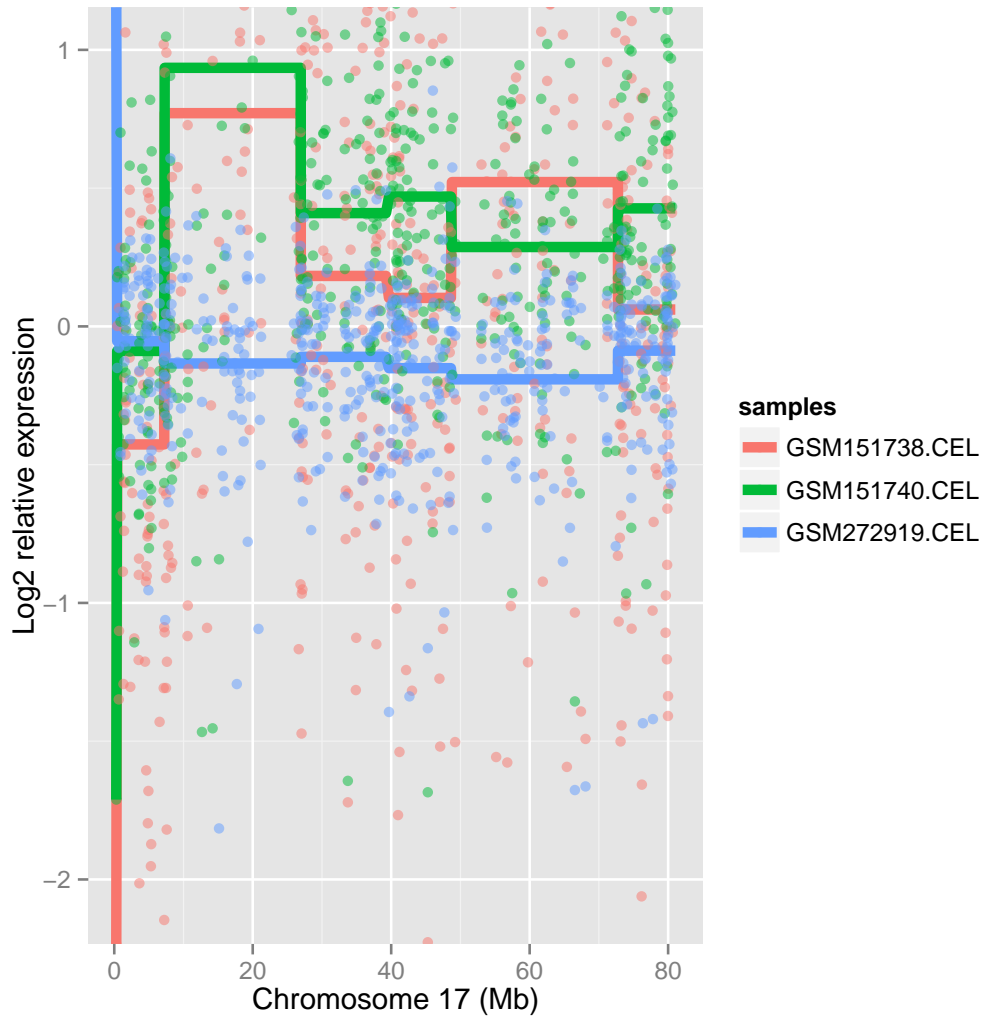 1
0
−1
−2
0 20 40 60 80
Chromosome 17 (Mb)
Log2 relative expression
samples
GSM151738.CEL
GSM151740.CEL
GSM272919.CEL